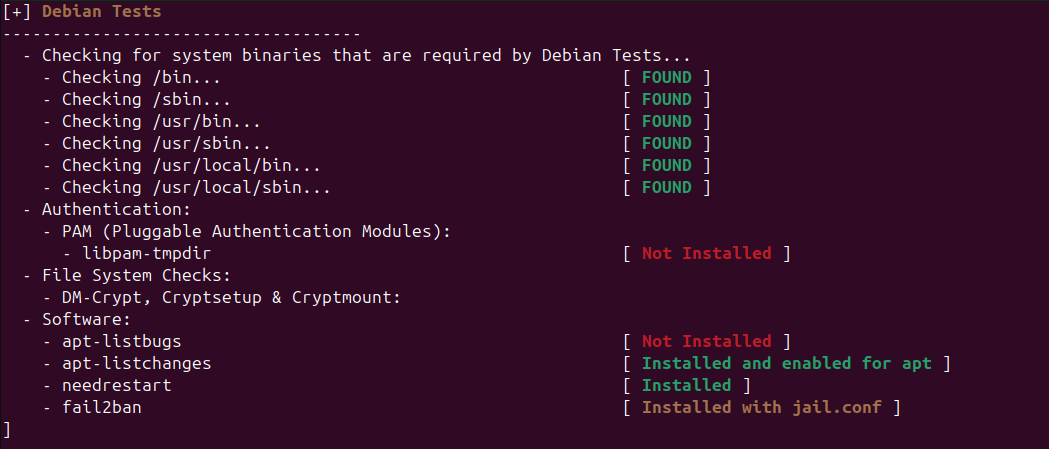 [+] Debian Tests
------------------------------------
  - Checking for system binaries that are required by Debian Tests...
    - Checking /bin...                                        [ FOUND ]
    - Checking /sbin...                                       [ FOUND ]
    - Checking /usr/bin...                                    [ FOUND ]
    - Checking /usr/sbin...                                   [ FOUND ]
    - Checking /usr/local/bin...                              [ FOUND ]
    - Checking /usr/local/sbin...                             [ FOUND ]
  - Authentication:
    - PAM (Pluggable Authentication Modules):
      - libpam-tmpdir                                         [ Not Installed ]
  - File System Checks:
    - DM-Crypt, Cryptsetup & Cryptmount:
  - Software:
    - apt-listbugs                                            [ Not Installed ]
    - apt-listchanges                                         [ Installed and enabled for apt ]
    - needrestart                                             [ Installed ]
    - fail2ban                                                [ Installed with jail.conf ]
]